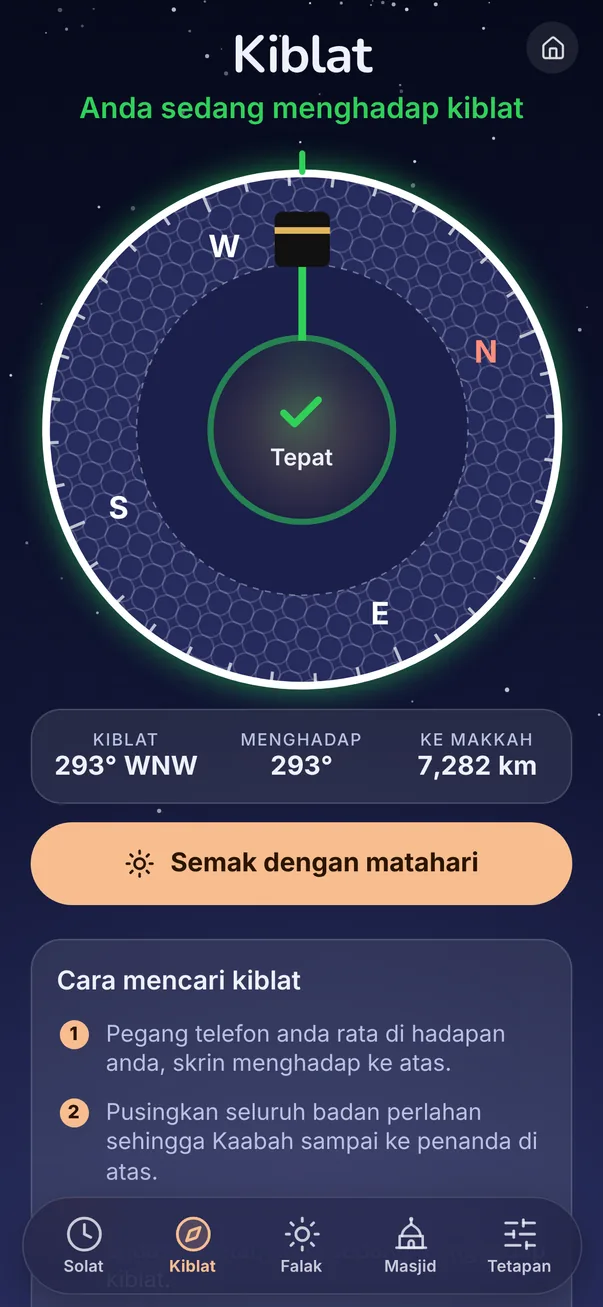 Kiblat
Anda sedang menghadap kiblat
W
N
S
E
Tepat
KIBLAT
293° WNW
MENGHADAP
293°
KE MAKKAH
7,282 km
Semak dengan matahari
Cara mencari kiblat
1 Pegang telefon anda rata di hadapan
anda, skrin menghadap ke atas.
2 Pusingkan seluruh badan perlahan
sehingga Kaabah sampai ke penanda di
atas.
kiblat.
Solat
Kiblat
Falak
Masjid
Tetapan